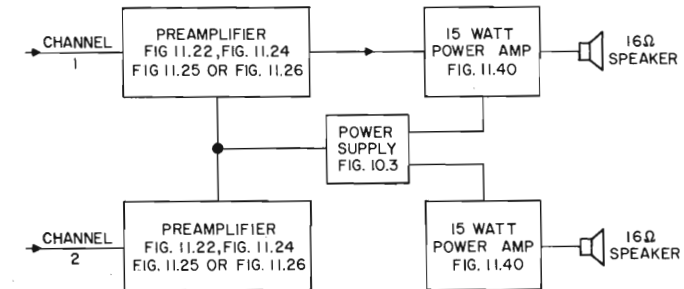 CHANNEL
1
PREAMPLIFIER
FIG 11.22, FIG. 11.24
FIG 11.25 OR FIG. 11.26
15 WATT
POWER AMP
FIG. 11.40
16Ω
SPEAKER
POWER
SUPPLY
FIG. 10.3
CHANNEL
2
PREAMPLIFIER
FIG. 11.22, FIG. 11.24
FIG. 11.25 OR FIG. 11.26
15 WATT
POWER AMP
FIG. 11.40
16Ω
SPEAKER